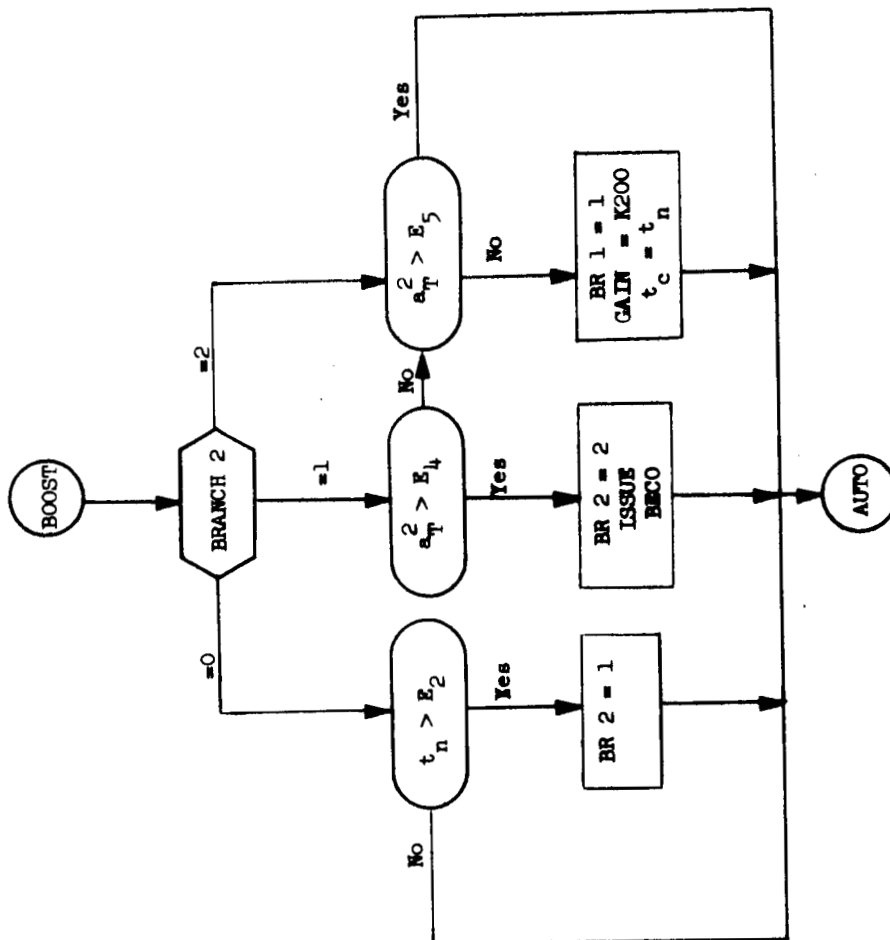 BOOST
BRANCH 2
=0
=1
=2
t_n > E_2
a_T^2 > E_4
a_T^2 > E_5
No
Yes
Yes
No
No
Yes
BR 2 = 1
BR 2 = 2
ISSUE
BECO
BR 1 = 1
GAIN = K200
t_c = t_n
AUTO